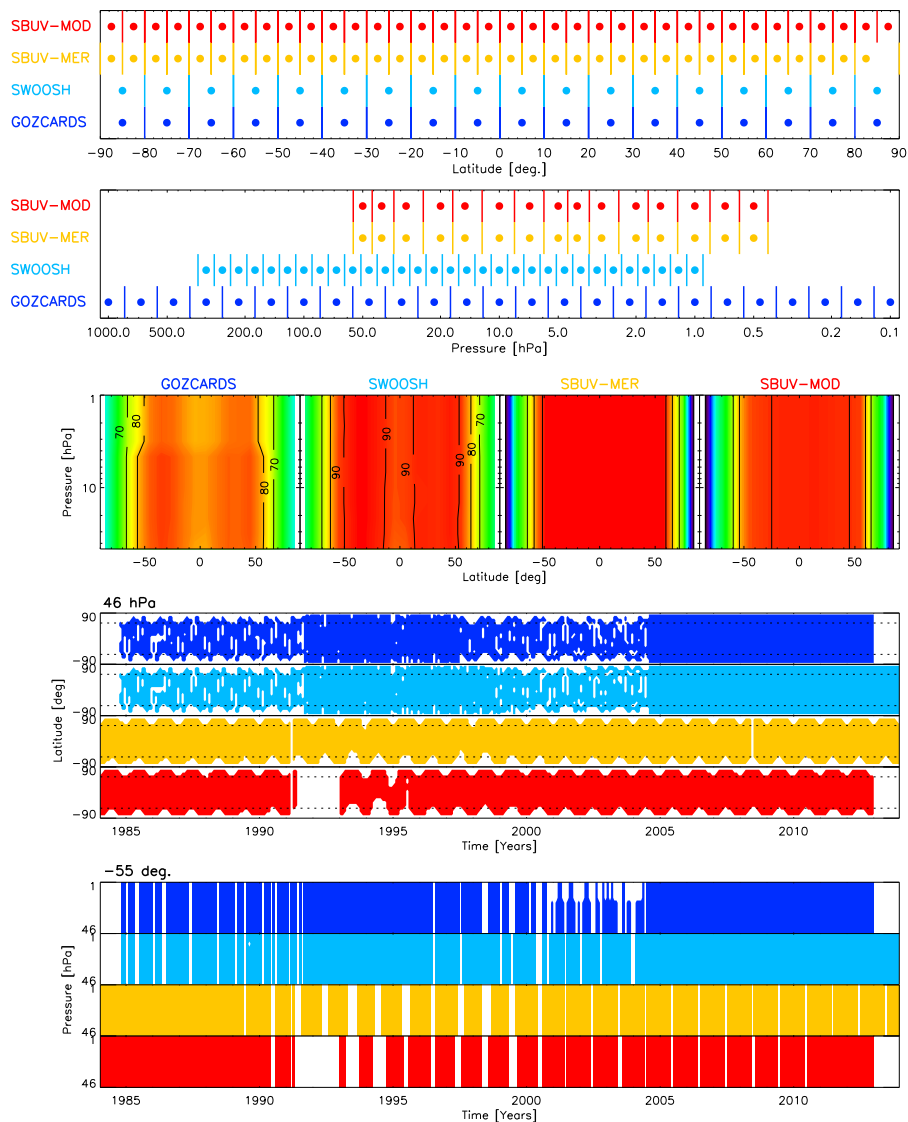 SBUV-MOD
SBUV-MER
SWOOSH
GOZCARDS
-90 -80 -70 -60 -50 -40 -30 -20 -10 0 10 20 30 40 50 60 70 80 90
Latitude [deg.]
SBUV-MOD
SBUV-MER
SWOOSH
GOZCARDS
1000.0 500.0 200.0 100.0 50.0 20.0 10.0 5.0 2.0 1.0 0.5 0.2 0.1
Pressure [hPa]
GOZCARDS SWOOSH SBUV-MER SBUV-MOD
Pressure [hPa]
1
10
70 80 80 70
80 70
90 90 90 90 80 70
-50 0 50 -50 0 50 -50 0 50 -50 0 50
Latitude [deg]
46 hPa
Latitude [deg]
90
-90
90
-90
90
-90
90
-90
1985 1990 1995 2000 2005 2010
Time [Years]
-55 deg.
Pressure [hPa]
1
46
1
46
1
46
1
46
1985 1990 1995 2000 2005 2010
Time [Years]